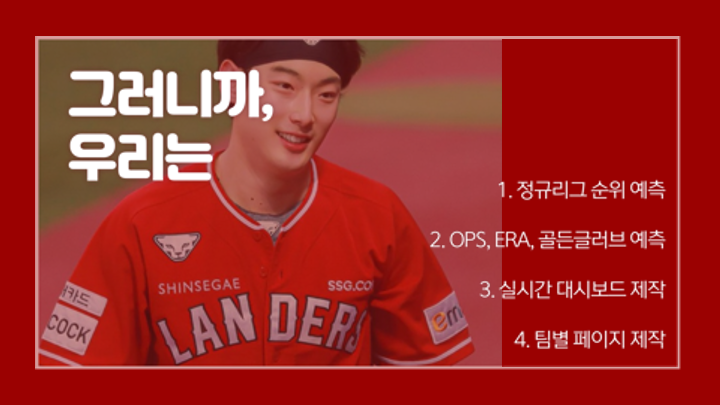 그러니까,
우리는
1. 정규리그 순위 예측
2. OPS, ERA, 골든글러브 예측
3. 실시간 대시보드 제작
4. 팀별 페이지 제작
SHINSEGAE
SSG.CO
LANDERS
카드
COCK
em